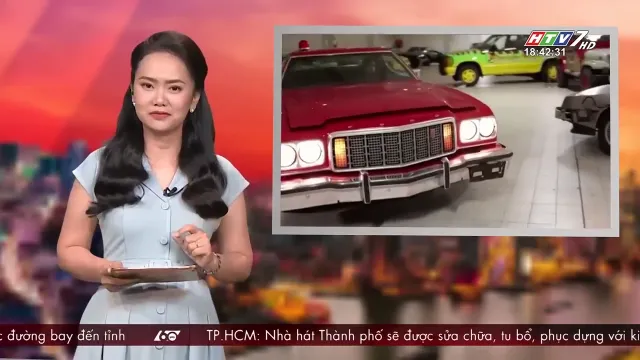 HTV7 HD
18:42:31
c đường bay đến tỉnh
60
TP.HCM: Nhà hát Thành phố sẽ được sửa chữa, tu bổ, phục dựng với ki